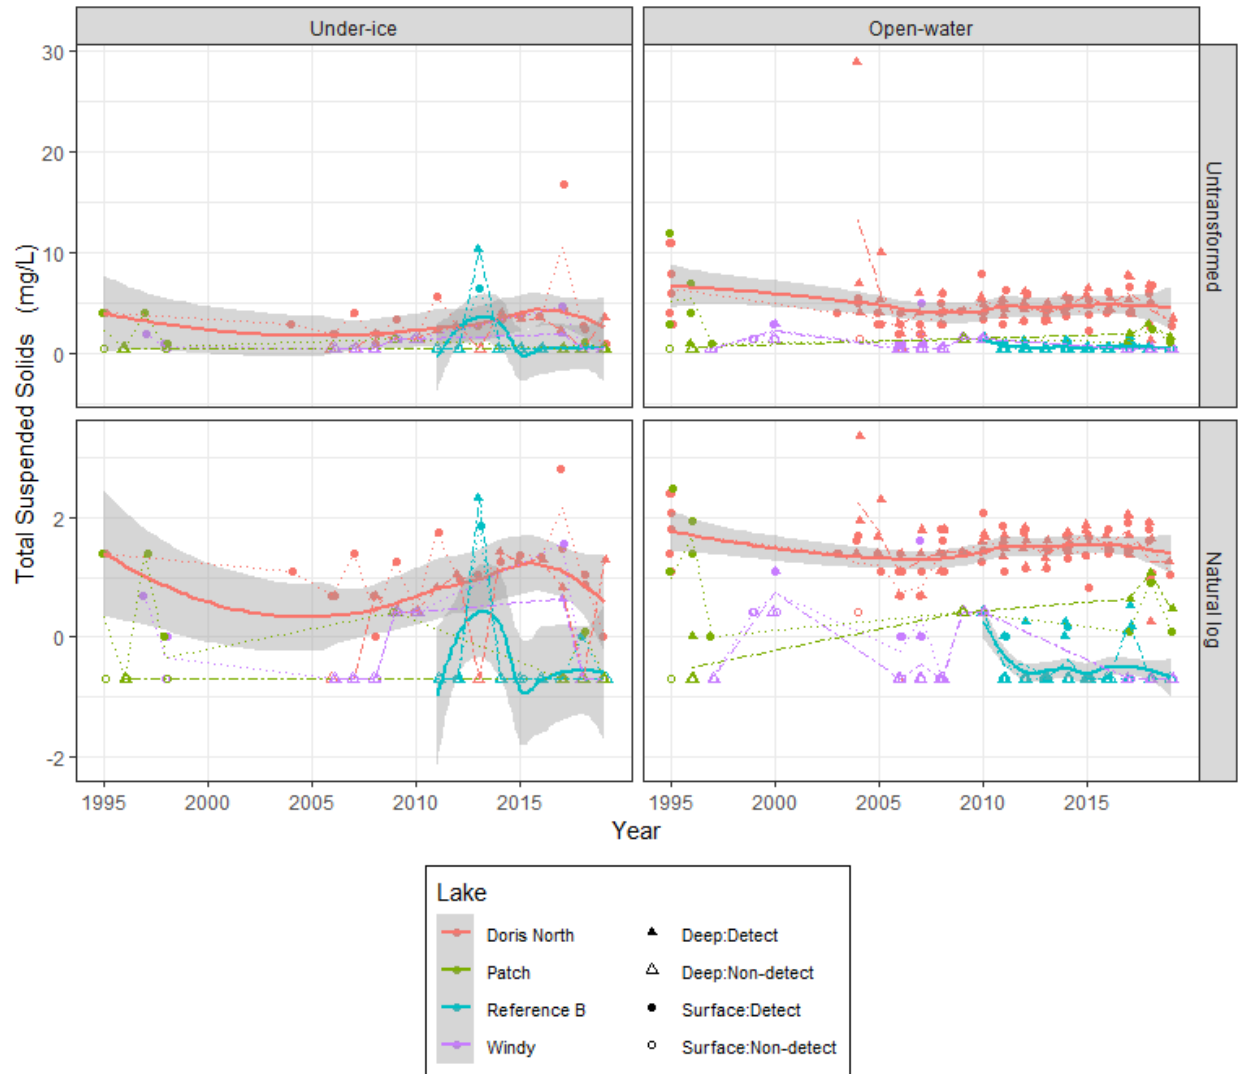 Under-ice
Open-water
Total Suspended Solids (mg/L)
30
20
10
0
Untransformed
2
0
-2
Natural log
1995
2000
2005
2010
2015
1995
2000
2005
2010
2015
Year
Lake
Doris North
Patch
Reference B
Windy
Deep:Detect
Deep:Non-detect
Surface:Detect
Surface:Non-detect